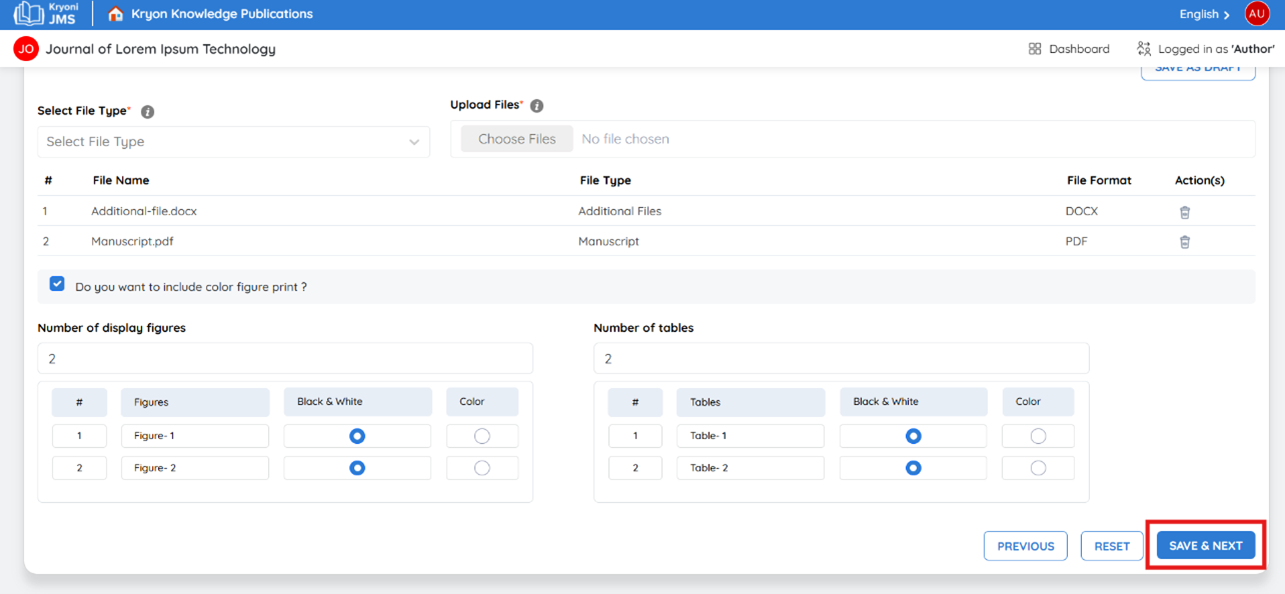 Kryoni JMS Kryon Knowledge Publications English AU
JO Journal of Lorem Ipsum Technology Dashboard Logged in as 'Author'
SAVE AS DRAFT
Select File Type* Upload Files*
Select File Type Choose Files No file chosen
# File Name File Type File Format Action(s)
1 Additional-file.docx Additional Files DOCX
2 Manuscript.pdf Manuscript PDF
Do you want to include color figure print ?
Number of display figures Number of tables
2 2
# Figures Black & White Color # Tables Black & White Color
1 Figure- 1 1 Table- 1
2 Figure- 2 2 Table- 2
PREVIOUS RESET SAVE & NEXT